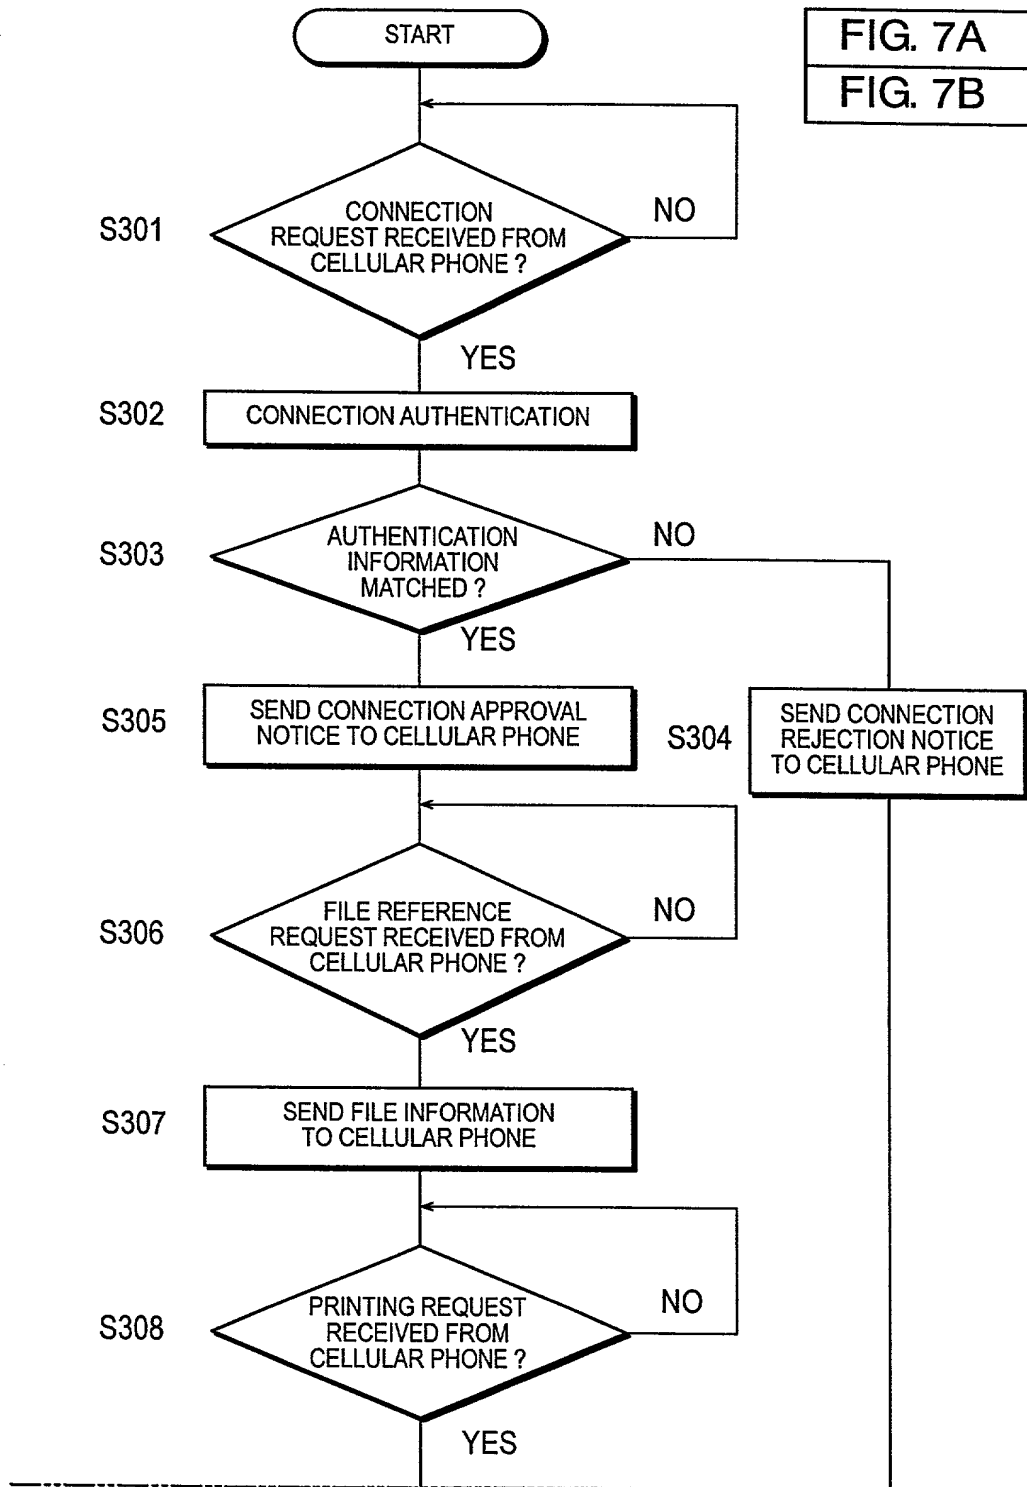 START
FIG. 7A
FIG. 7B
S301
CONNECTION
REQUEST RECEIVED FROM
CELLULAR PHONE ?
NO
YES
S302
CONNECTION AUTHENTICATION
S303
AUTHENTICATION
INFORMATION
MATCHED ?
NO
YES
S305
SEND CONNECTION APPROVAL
NOTICE TO CELLULAR PHONE
S304
SEND CONNECTION
REJECTION NOTICE
TO CELLULAR PHONE
S306
FILE REFERENCE
REQUEST RECEIVED FROM
CELLULAR PHONE ?
NO
YES
S307
SEND FILE INFORMATION
TO CELLULAR PHONE
S308
PRINTING REQUEST
RECEIVED FROM
CELLULAR PHONE ?
NO
YES